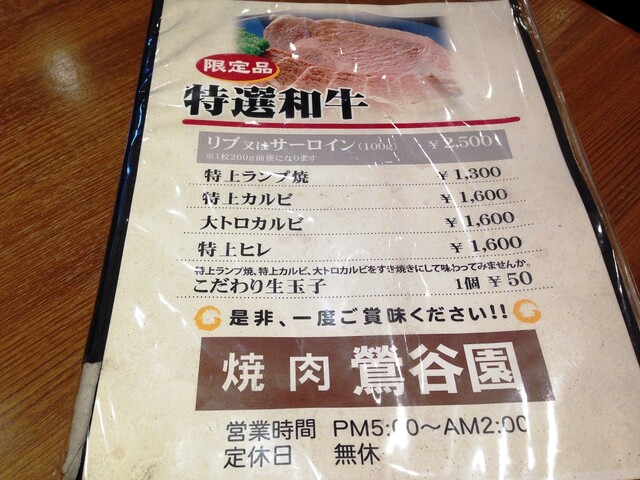 限定品
特選和牛
リブ又はサーロイン(100g) ￥2,500
※1枚200g前後になります
特上ランプ焼 ￥1,300
特上カルビ ￥1,600
大トロカルビ ￥1,600
特上ヒレ ￥1,600
特上ランプ焼、特上カルビ、大トロカルビをすき焼きにして味わってみませんか。
こだわり生玉子 1個 ￥50
是非、一度ご賞味ください!!
焼肉 鶯谷園
営業時間 PM5:00～AM2:00
定休日 無休